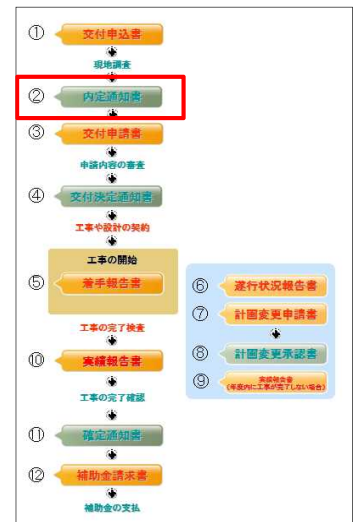 ① 交付申込書
現地調査
② 内定通知書
③ 交付申請書
申請内容の審査
④ 交付決定通知書
工事や設計の契約
工事の開始
⑤ 着手報告書
工事の完了検査
⑩ 実績報告書
工事の完了確認
⑪ 確定通知書
⑫ 補助金請求書
補助金の支払
⑥ 遂行状況報告書
⑦ 計画変更申請書
⑧ 計画変更承認書
⑨ 実績報告書
(年度内に工事が完了しない場合)